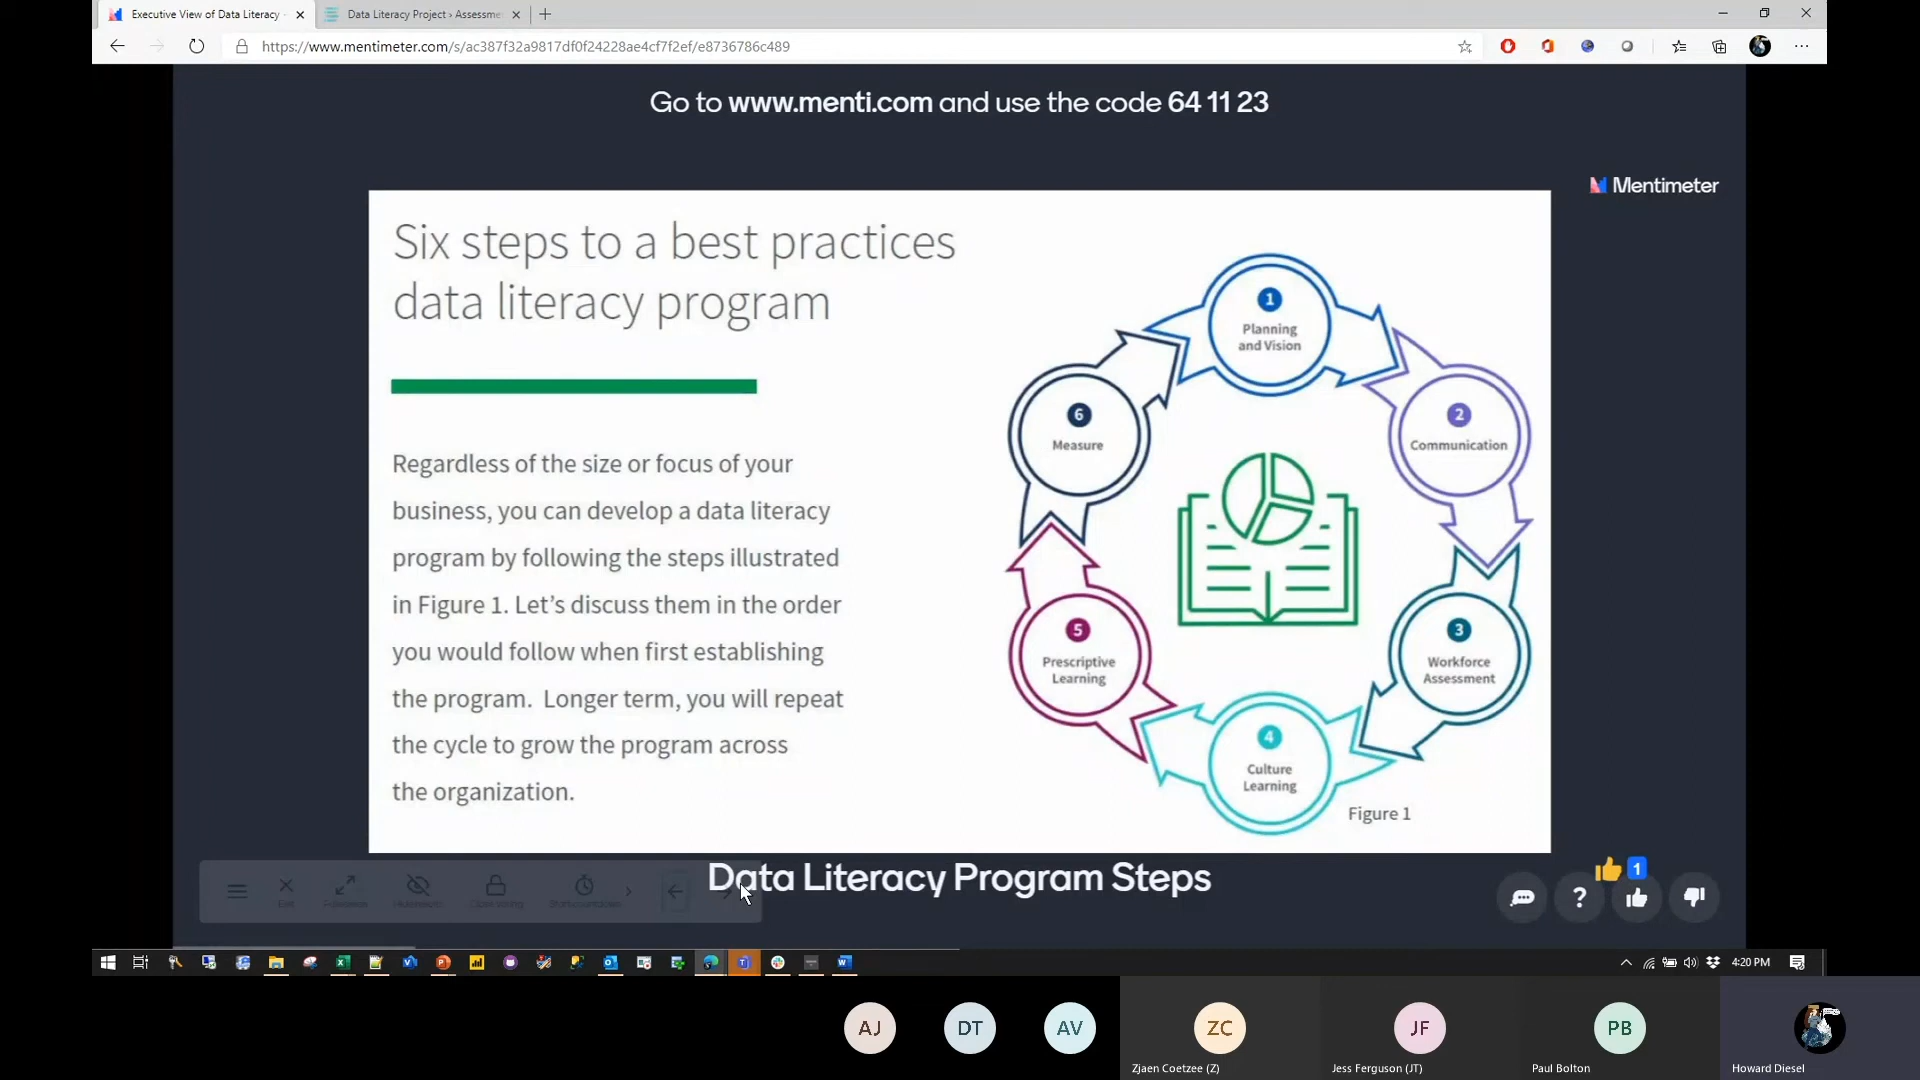 Executive View of Data Literacy -
Data Literacy Project › Assessme
https://www.mentimeter.com/s/ac387f32a9817df0f24228ae4cf7f2ef/e8736786c489
Go to www.menti.com and use the code 64 11 23
Mentimeter
Six steps to a best practices
data literacy program
Regardless of the size or focus of your
business, you can develop a data literacy
program by following the steps illustrated
in Figure 1. Let’s discuss them in the order
you would follow when first establishing
the program.  Longer term, you will repeat
the cycle to grow the program across
the organization.
1
Planning
and Vision
2
Communication
3
Workforce
Assessment
4
Culture
Learning
5
Prescriptive
Learning
6
Measure
Figure 1
Data Literacy Program Steps
1
?
4:20 PM
AJ
DT
AV
ZC
JF
PB
Zjaen Coetzee (Z)
Jess Ferguson (JT)
Paul Bolton
Howard Diesel